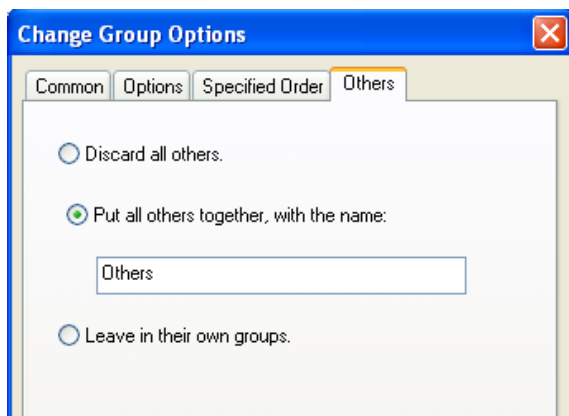 Change Group Options
Common Options Specified Order Others
Discard all others.
Put all others together, with the name:
Others
Leave in their own groups.